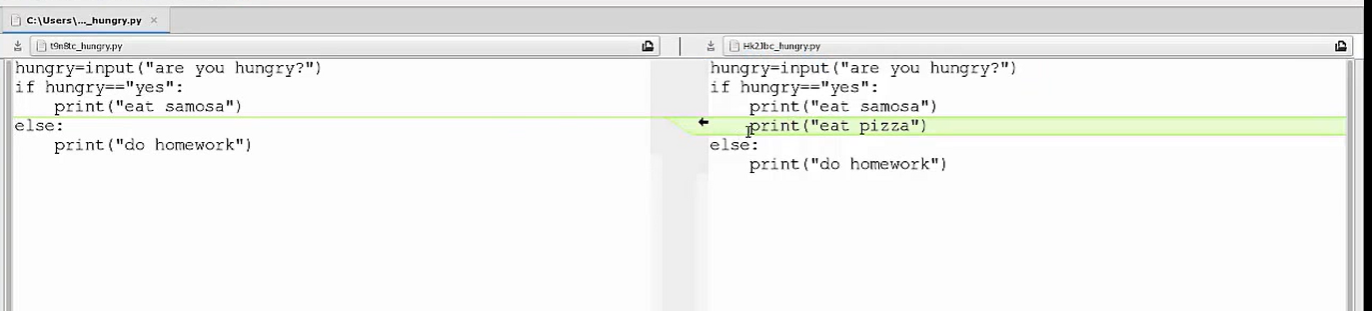 C:\Users\..._hungry.py ×
t9n8tc_hungry.py
hungry=input("are you hungry?")
if hungry=="yes":
    print("eat samosa")
else:
    print("do homework")
Hk2Jbc_hungry.py
hungry=input("are you hungry?")
if hungry=="yes":
    print("eat samosa")
    print("eat pizza")
else:
    print("do homework")